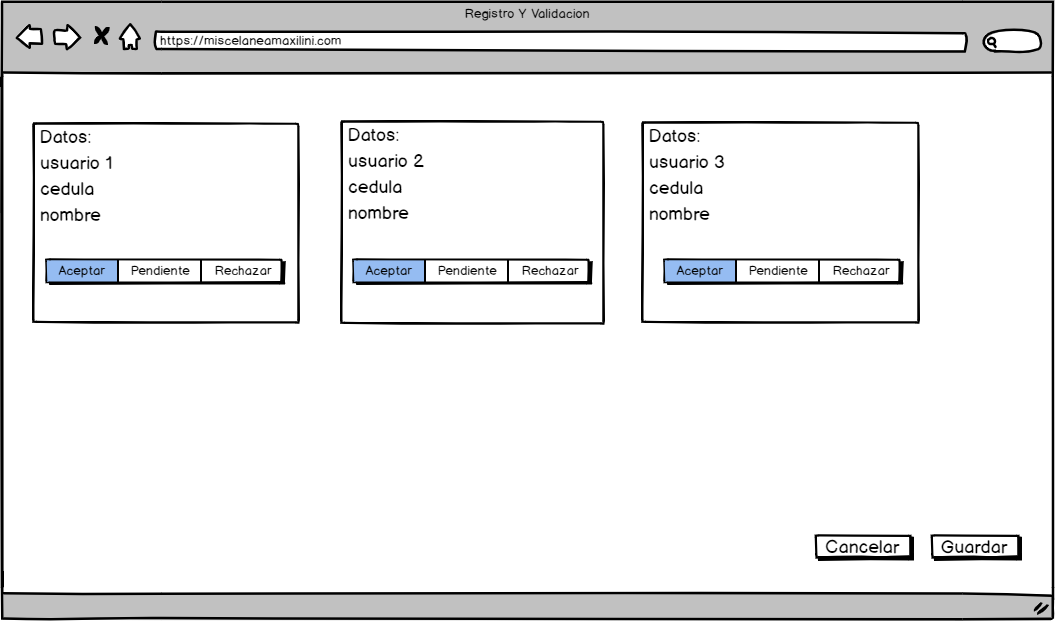 Registro Y Validacion
https://miscelaneamaxilini.com
Datos:
usuario 1
cedula
nombre
Aceptar Pendiente Rechazar
Datos:
usuario 2
cedula
nombre
Aceptar Pendiente Rechazar
Datos:
usuario 3
cedula
nombre
Aceptar Pendiente Rechazar
Cancelar Guardar